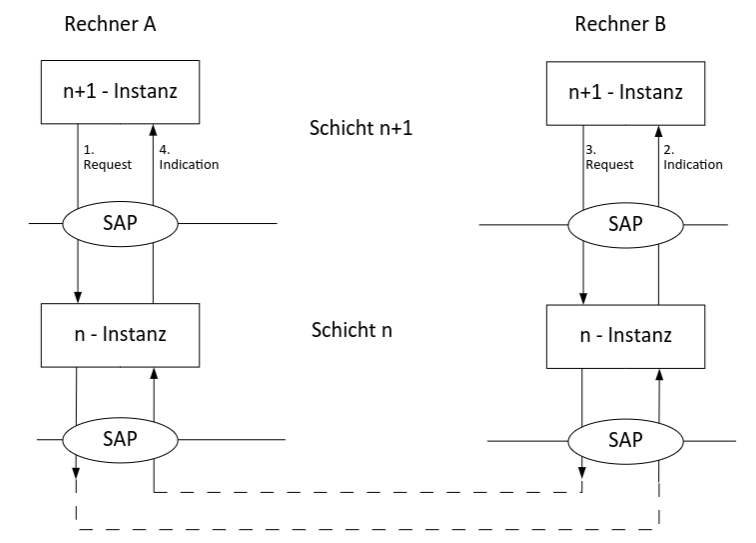 Rechner A
Rechner B
n+1 - Instanz
n+1 - Instanz
Schicht n+1
1.
Request
4.
Indication
3.
Request
2.
Indication
SAP
SAP
n - Instanz
Schicht n
n - Instanz
SAP
SAP